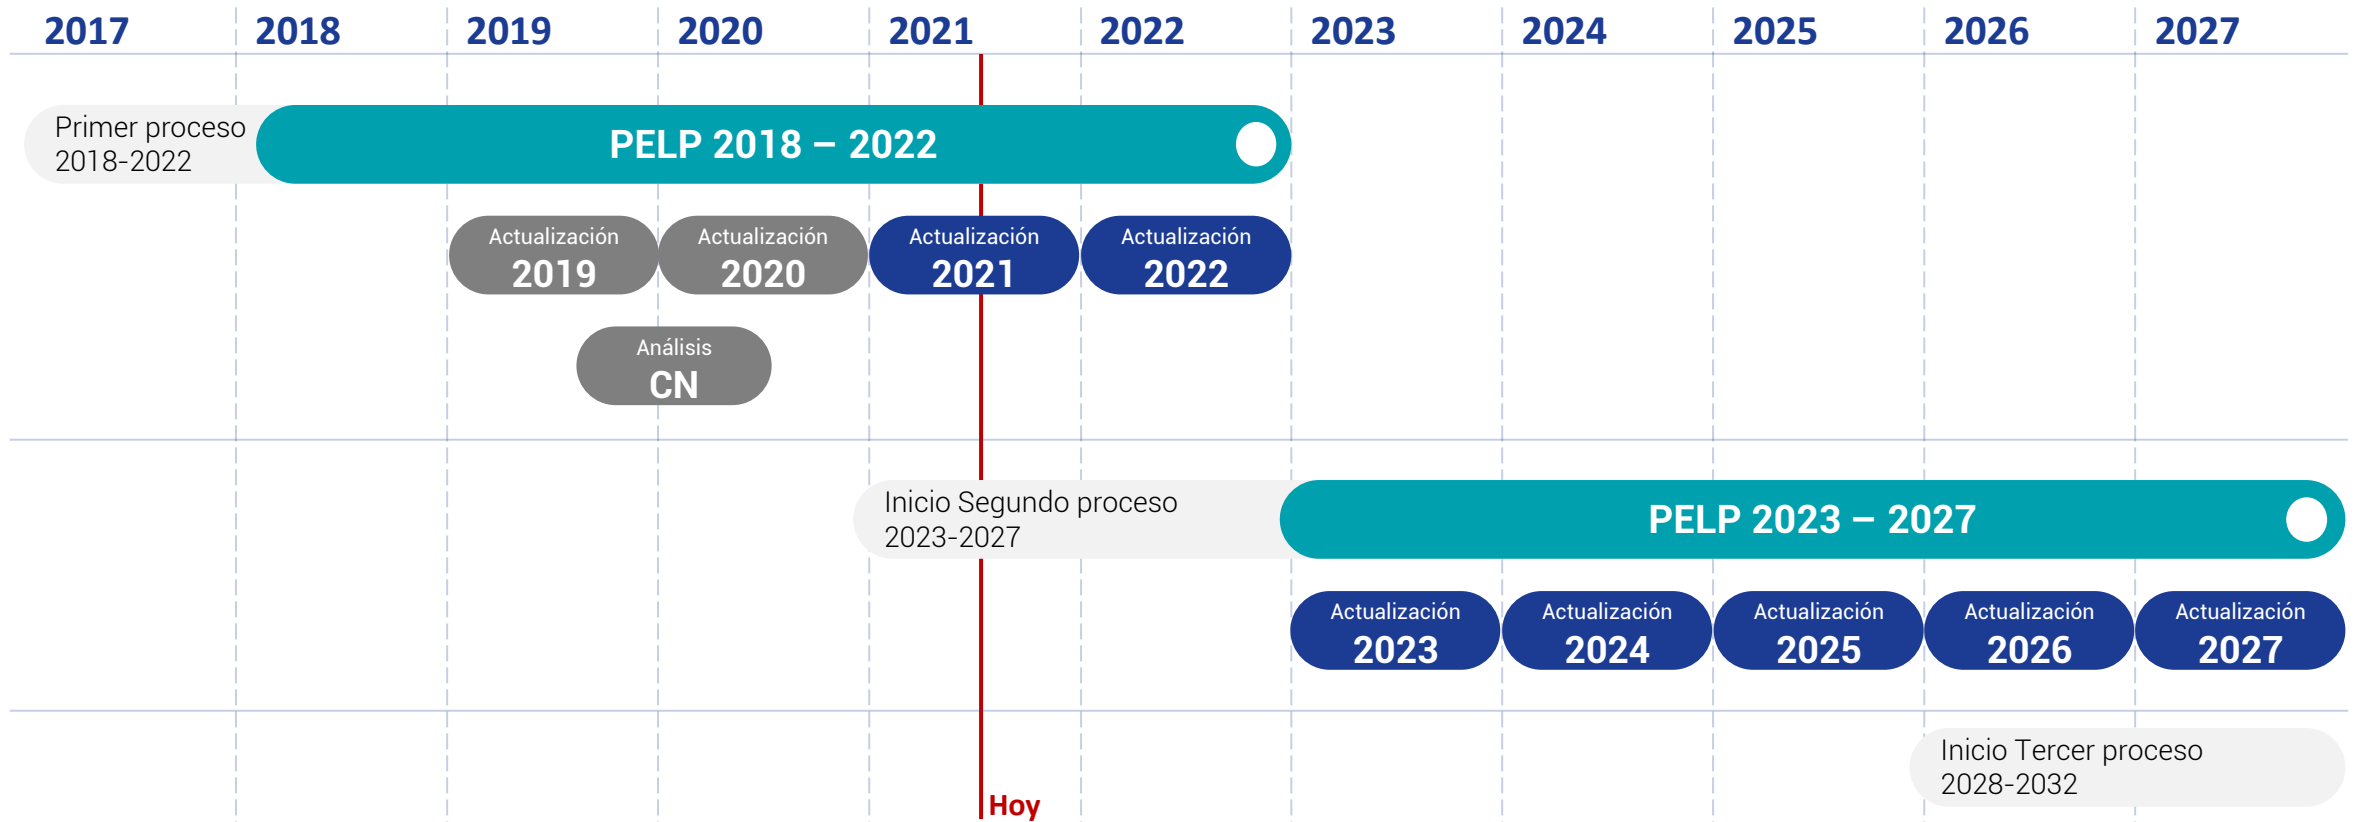 2017 2018 2019 2020 2021 2022 2023 2024 2025 2026 2027
Primer proceso
2018-2022
PELP 2018 – 2022
Actualización
2019
Actualización
2020
Actualización
2021
Actualización
2022
Análisis
CN
Inicio Segundo proceso
2023-2027
PELP 2023 – 2027
Actualización
2023
Actualización
2024
Actualización
2025
Actualización
2026
Actualización
2027
Inicio Tercer proceso
2028-2032
Hoy